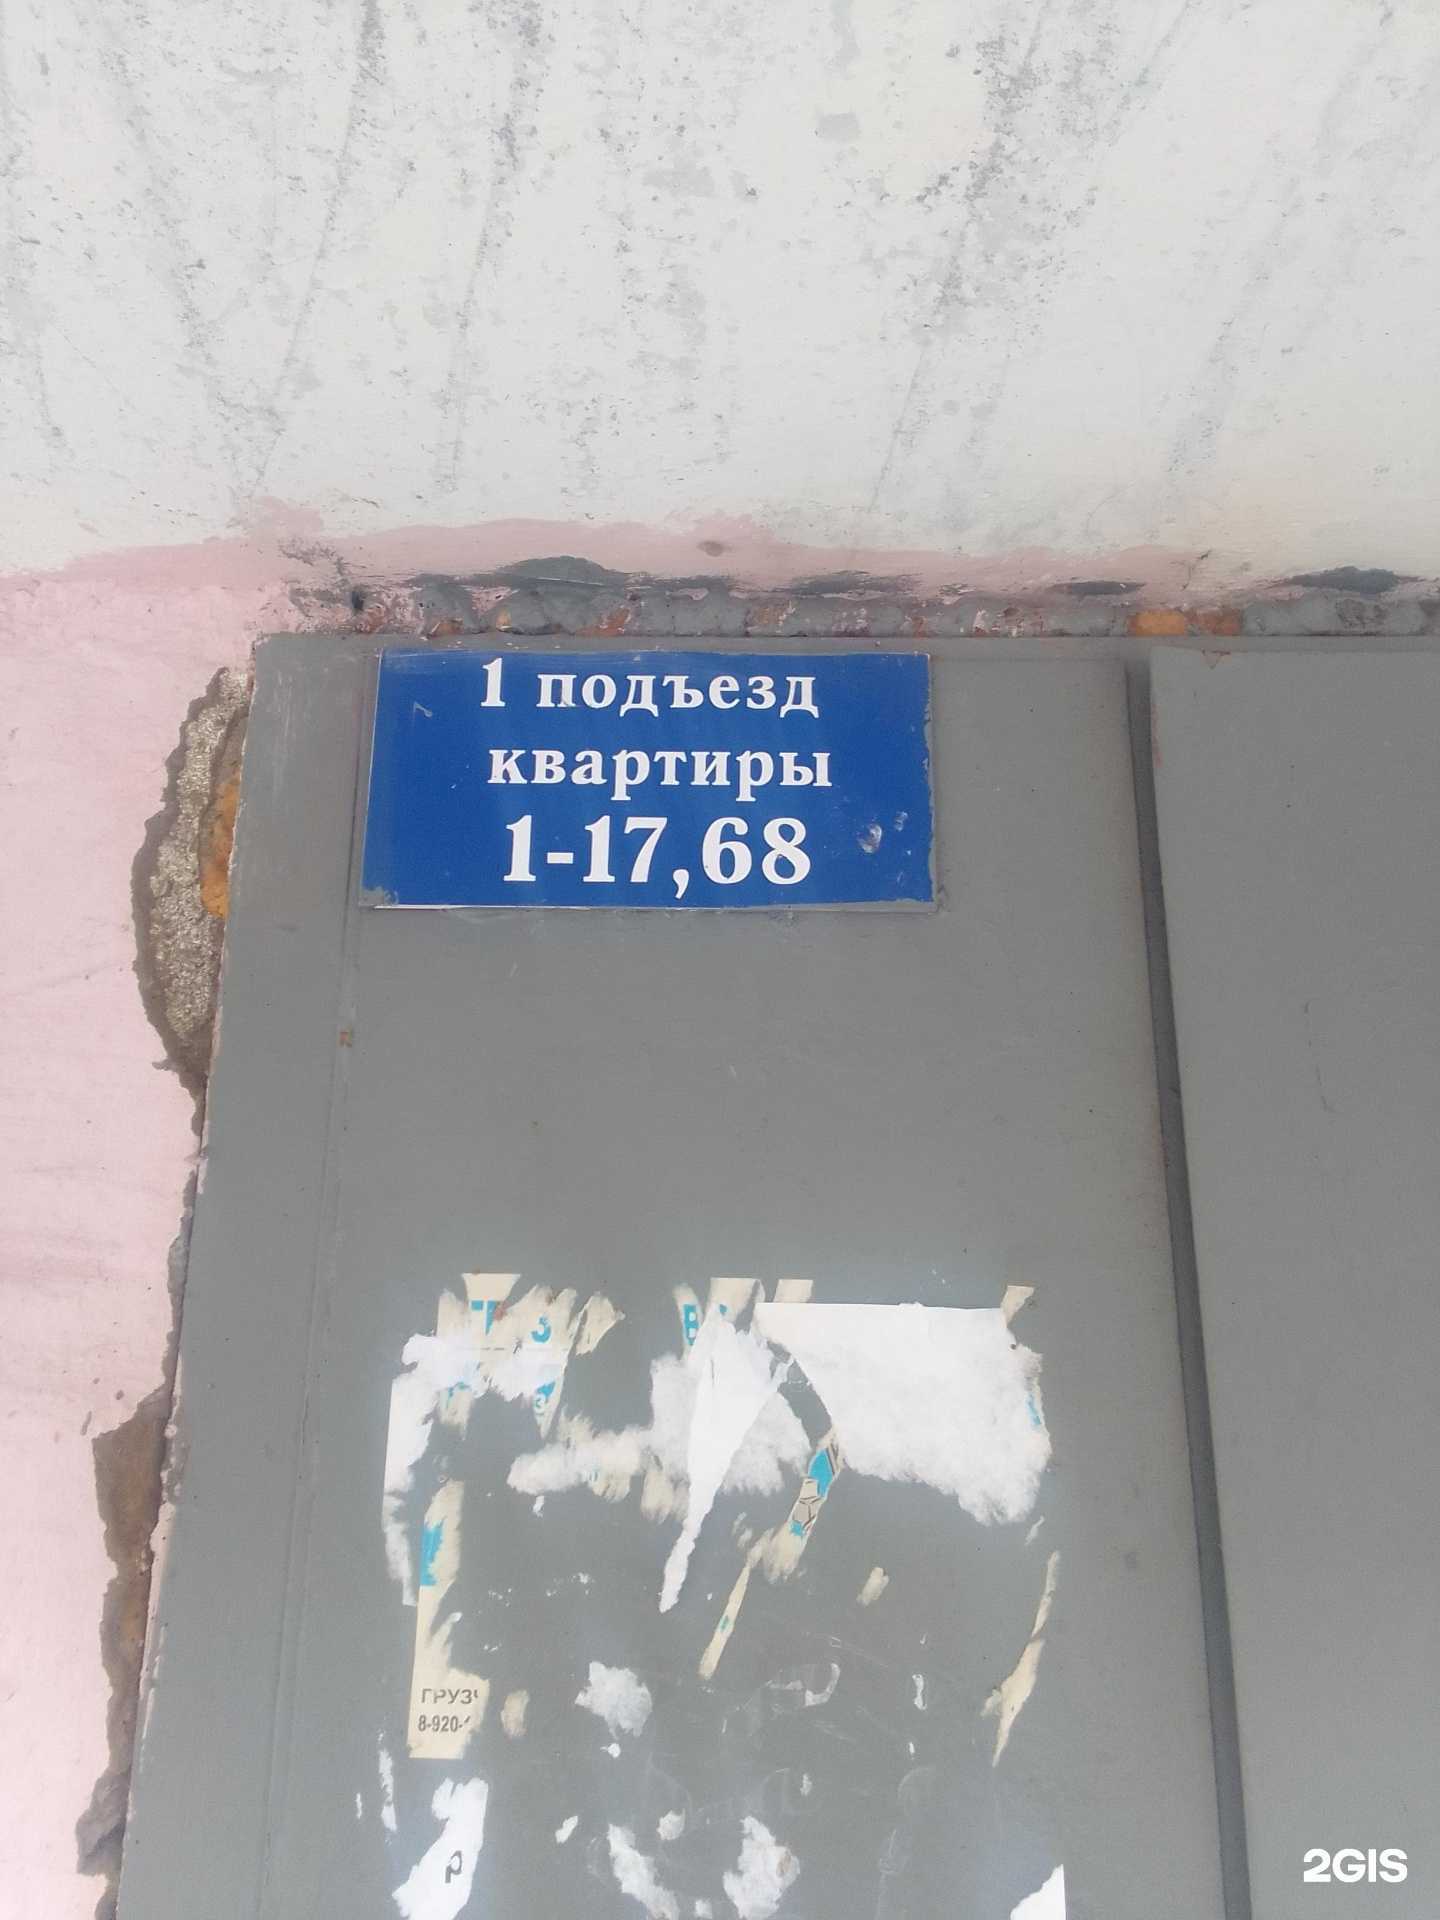 1 подъезд
квартиры
1-17,68
В
З
ГРУЗ
8-920-
р
2GIS